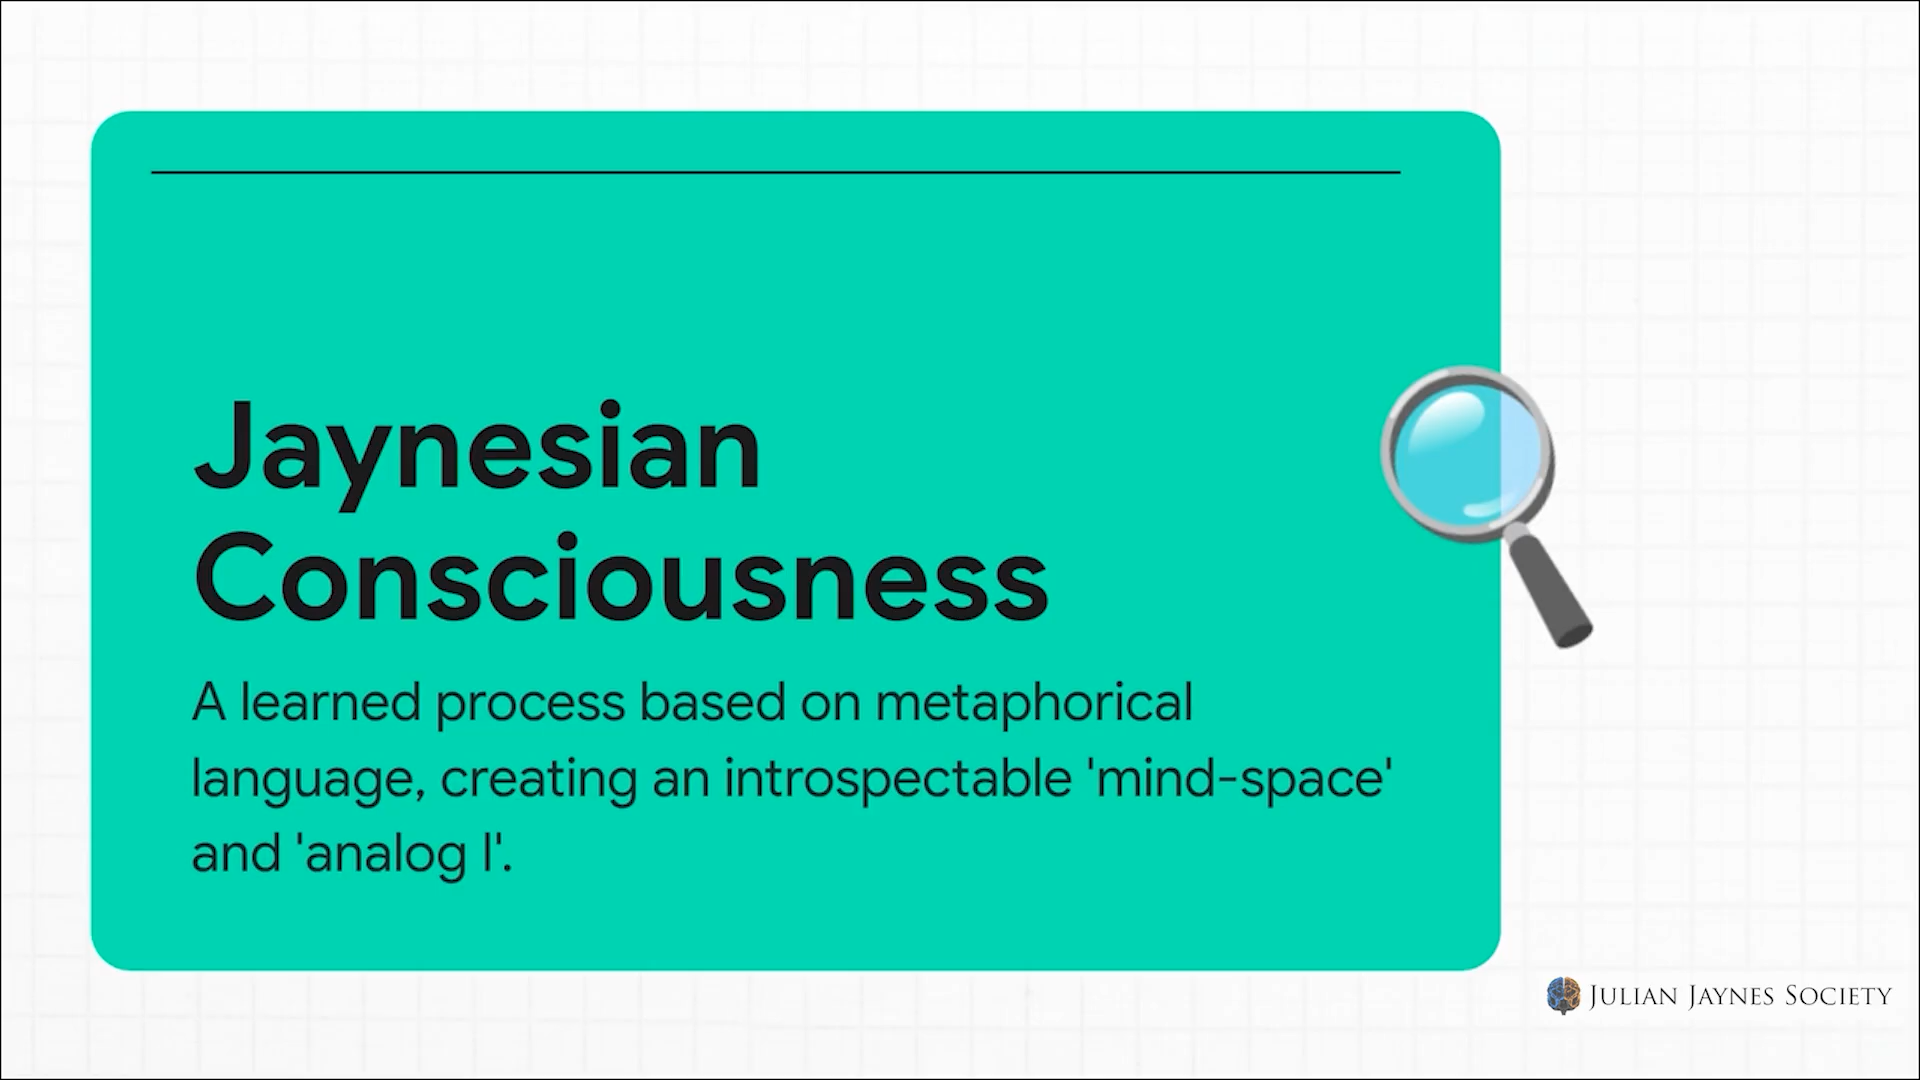 Jaynesian
Consciousness
A learned process based on metaphorical
language, creating an introspectable 'mind-space'
and 'analog I'.
JULIAN JAYNES SOCIETY